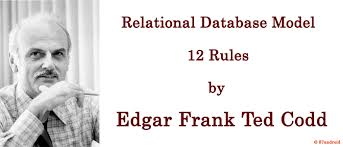 Relational Database Model
12 Rules
by
Edgar Frank Ted Codd